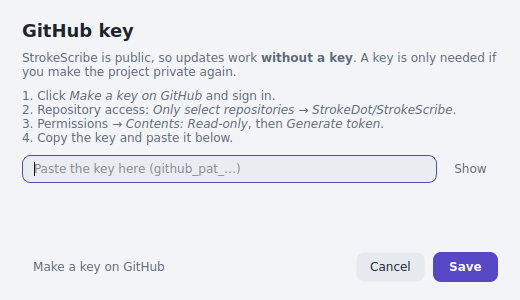 GitHub key
StrokeScribe is public, so updates work without a key. A key is only needed if
you make the project private again.
1. Click Make a key on GitHub and sign in.
2. Repository access: Only select repositories → StrokeDot/StrokeScribe.
3. Permissions → Contents: Read-only, then Generate token.
4. Copy the key and paste it below.
Paste the key here (github_pat_…) Show
Make a key on GitHub Cancel Save